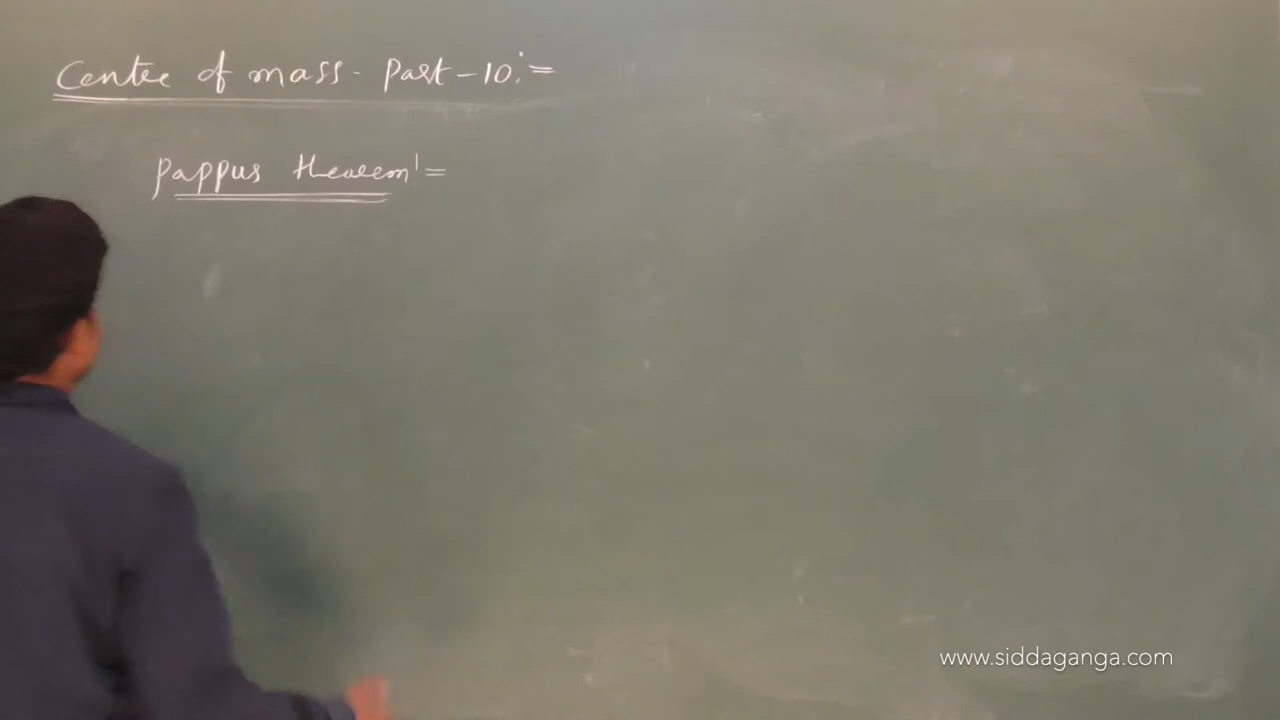 Centre of mass - Part - 10 :=
Pappus theorem :=
www.siddaganga.com